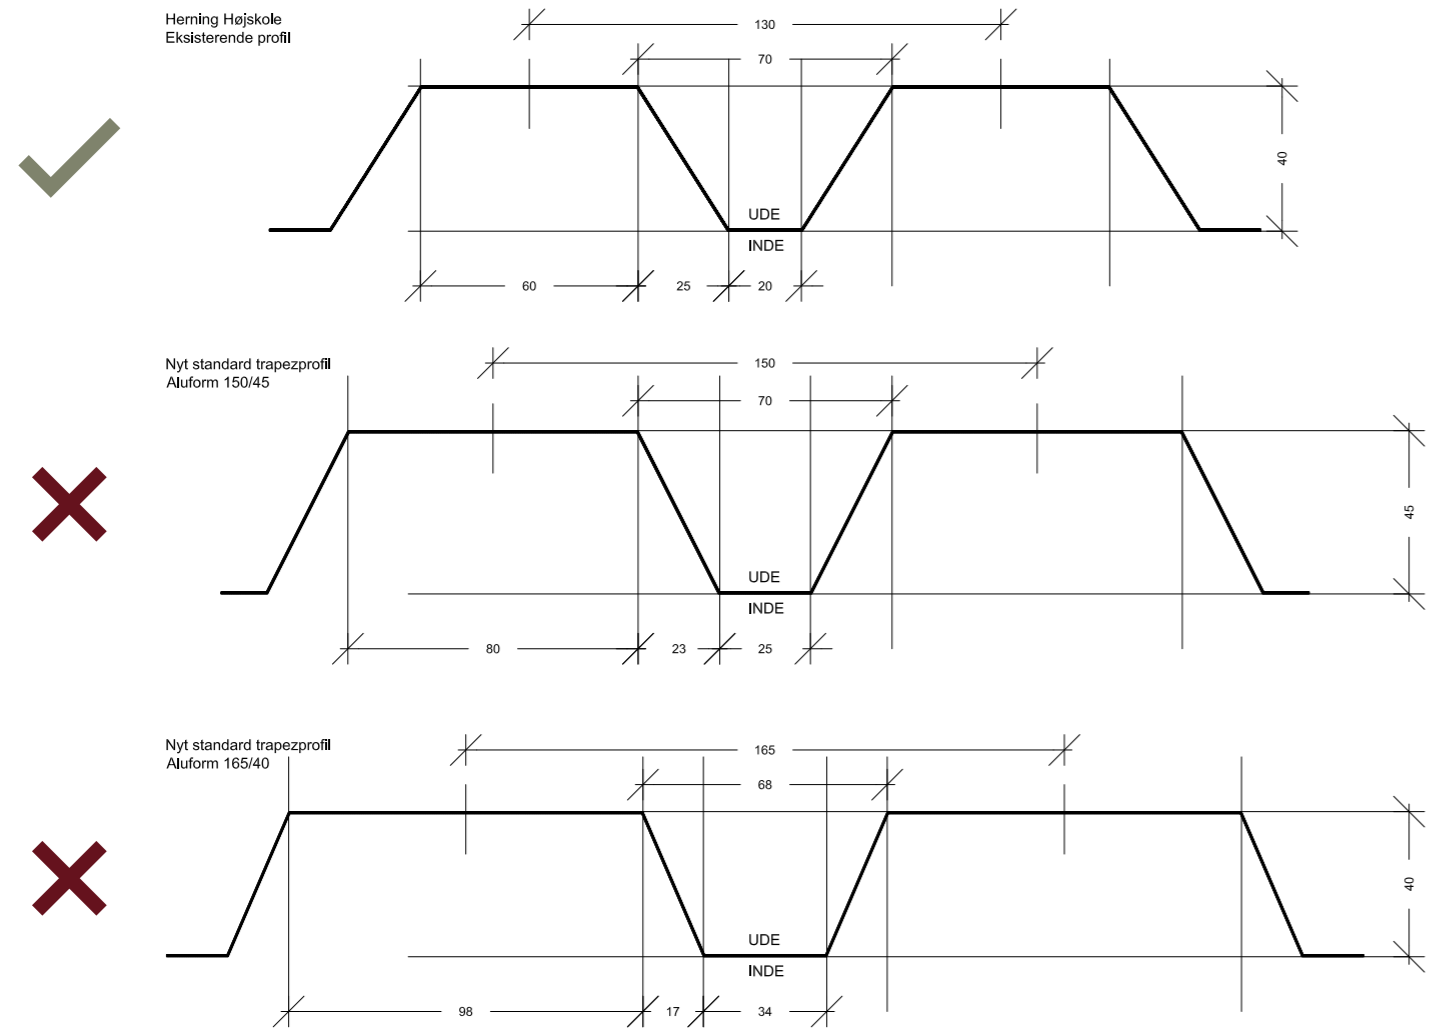 Herning Højskole
Eksisterende profil
130
70
40
UDE
INDE
60
25
20
Nyt standard trapezprofil
Aluform 150/45
150
70
45
UDE
INDE
80
23
25
Nyt standard trapezprofil
Aluform 165/40
165
68
40
UDE
INDE
98
17
34